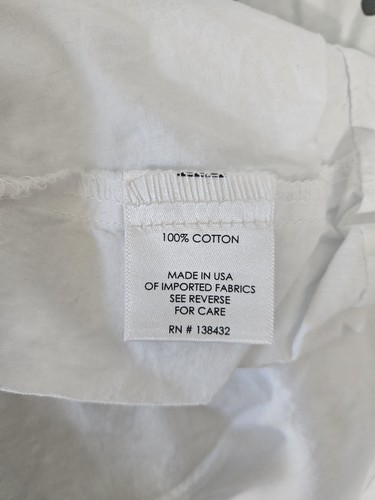 100% COTTON
MADE IN USA
OF IMPORTED FABRICS
SEE REVERSE
FOR CARE
RN # 138432